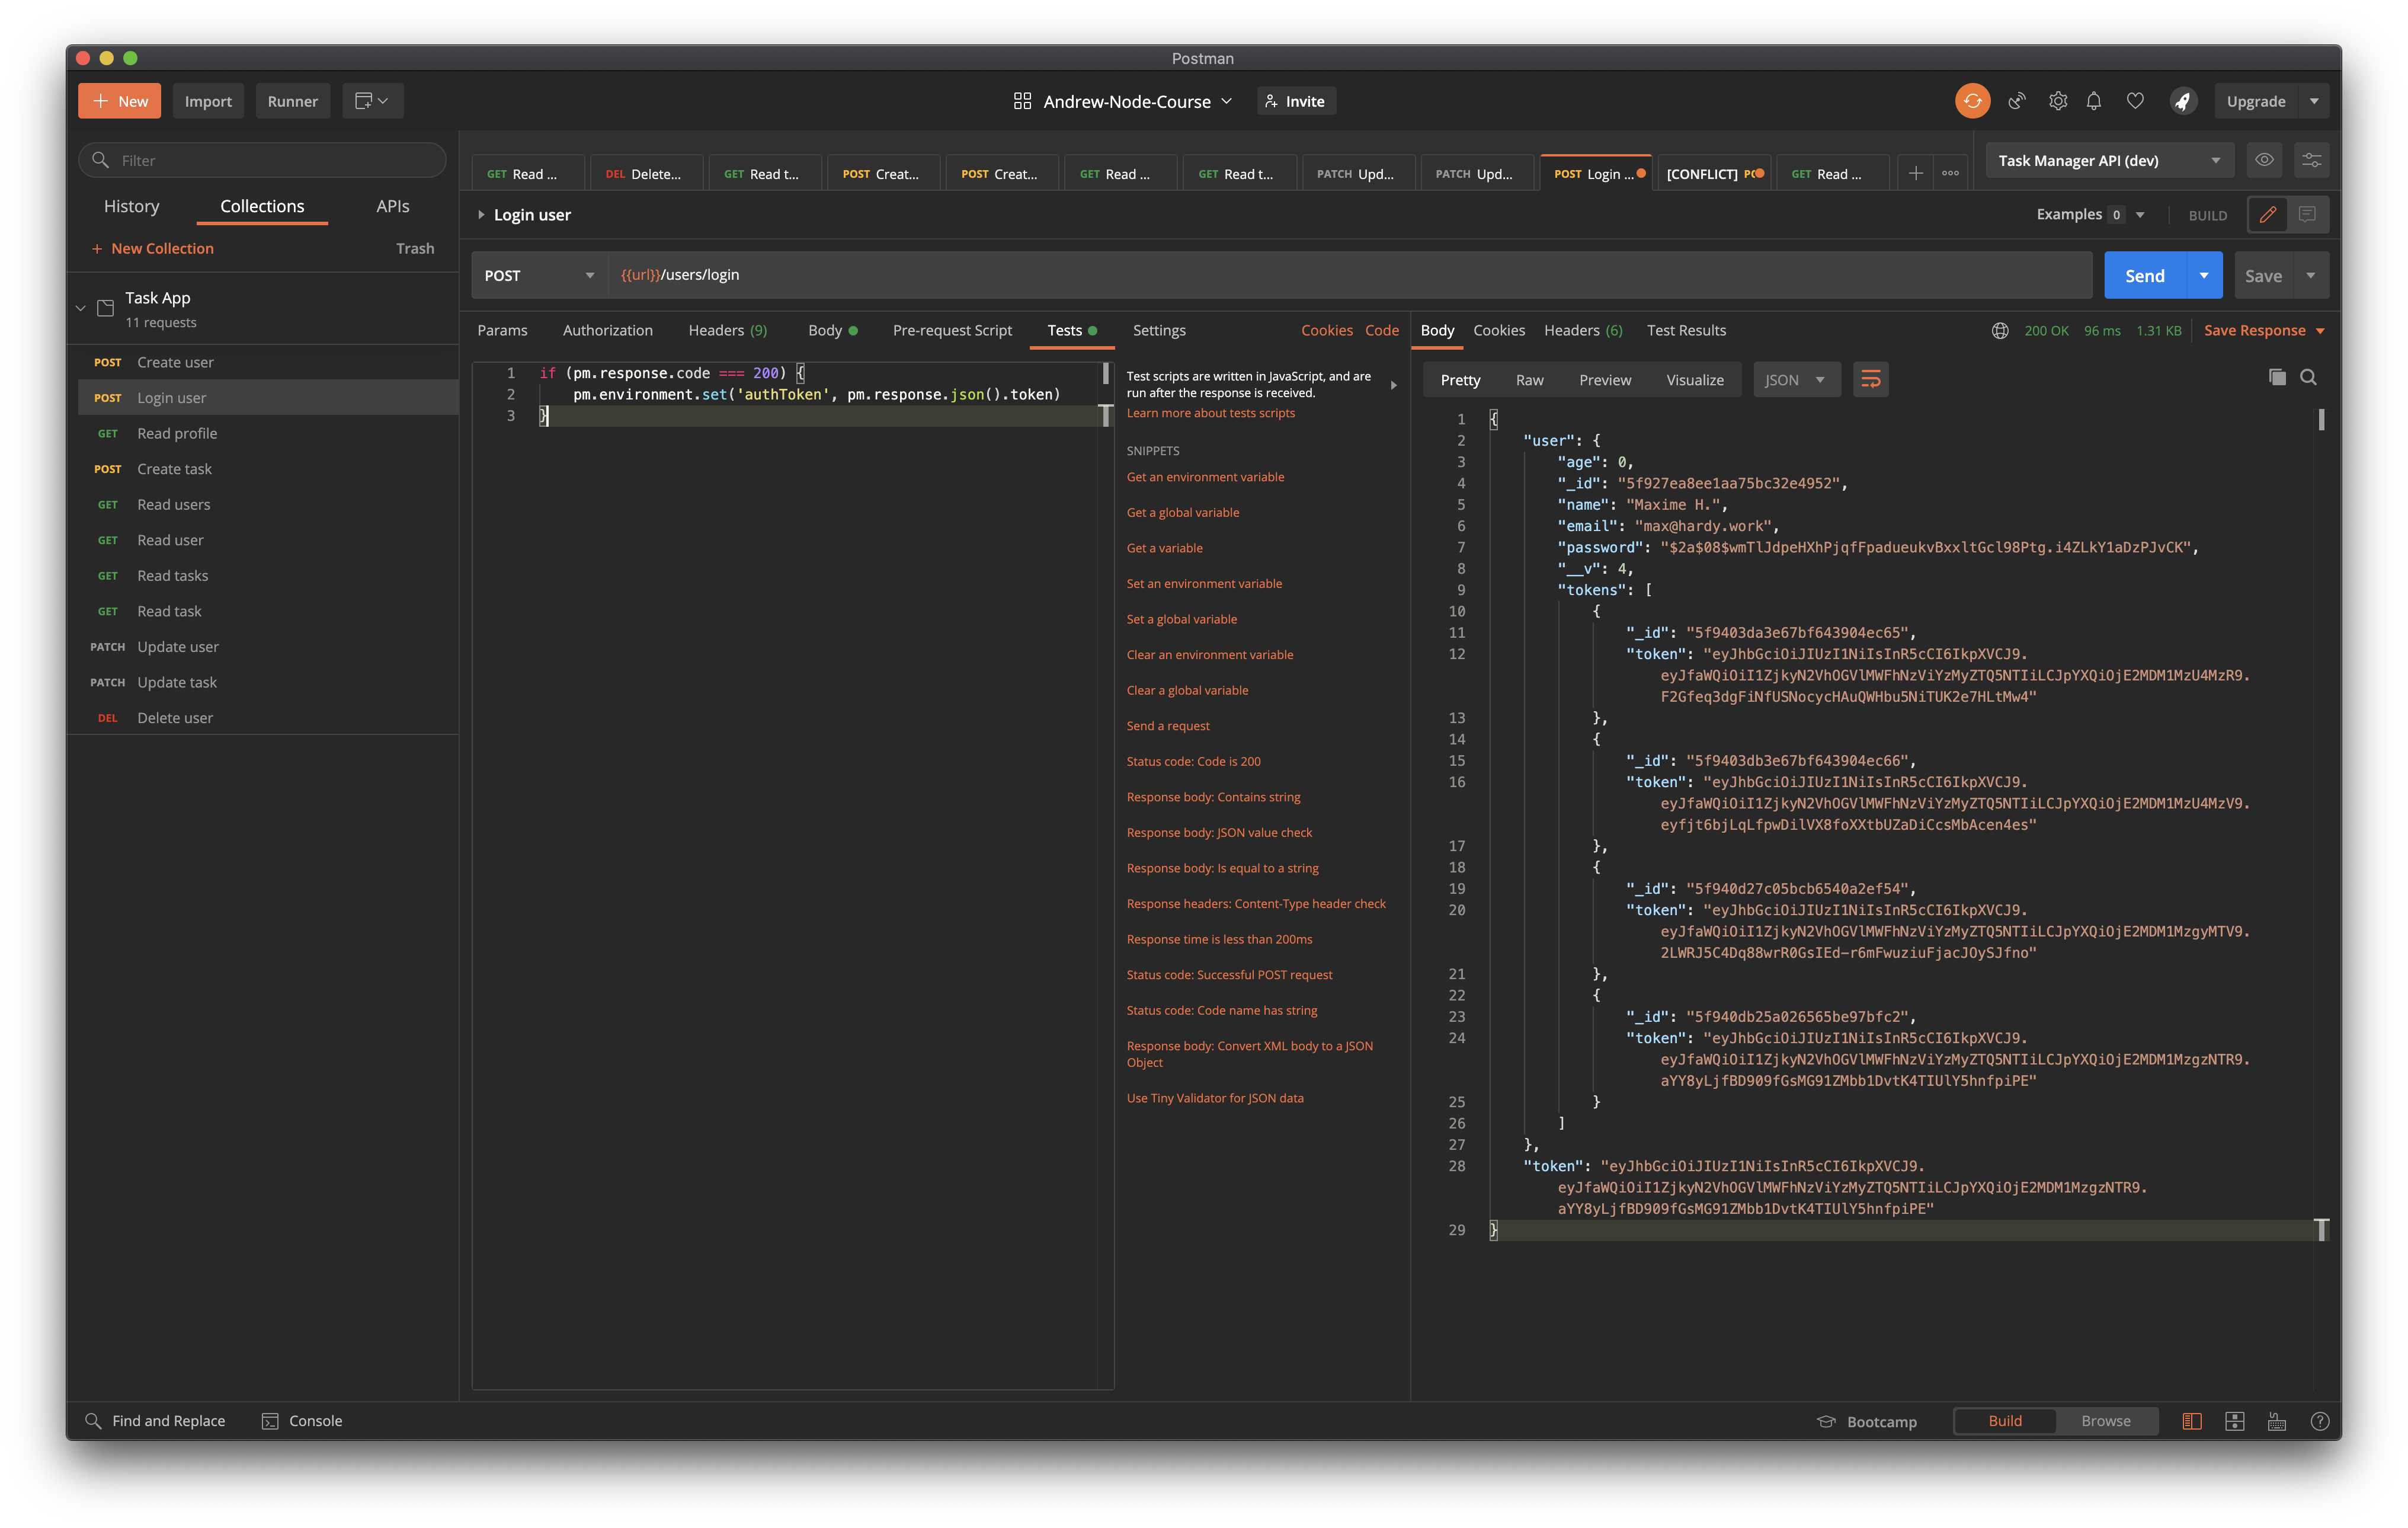 Postman
New
Import
Runner
Andrew-Node-Course
Invite
Upgrade
Filter
History
Collections
APIs
New Collection
Trash
Task App
11 requests
POST Create user
POST Login user
GET Read profile
POST Create task
GET Read users
GET Read user
GET Read tasks
GET Read task
PATCH Update user
PATCH Update task
DEL Delete user
GET Read ...
DEL Delete...
GET Read t...
POST Creat...
POST Creat...
GET Read ...
GET Read t...
PATCH Upd...
PATCH Upd...
POST Login ...
[CONFLICT]
GET Read ...
Task Manager API (dev)
Login user
Examples 0
BUILD
POST
{{url}}/users/login
Send
Save
Params
Authorization
Headers (9)
Body
Pre-request Script
Tests
Settings
Cookies
Code
1 if (pm.response.code === 200) {
2 pm.environment.set('authToken', pm.response.json().token)
3 }
Test scripts are written in JavaScript, and are
run after the response is received.
Learn more about tests scripts
SNIPPETS
Get an environment variable
Get a global variable
Get a variable
Set an environment variable
Set a global variable
Clear an environment variable
Clear a global variable
Send a request
Status code: Code is 200
Response body: Contains string
Response body: JSON value check
Response body: Is equal to a string
Response headers: Content-Type header check
Response time is less than 200ms
Status code: Successful POST request
Status code: Code name has string
Response body: Convert XML body to a JSON
Object
Use Tiny Validator for JSON data
Body
Cookies
Headers (6)
Test Results
200 OK
96 ms
1.31 KB
Save Response
Pretty
Raw
Preview
Visualize
JSON
1 {
2 "user": {
3 "age": 0,
4 "_id": "5f927ea8ee1aa75bc32e4952",
5 "name": "Maxime H.",
6 "email": "max@hardy.work",
7 "password": "$2a$08$wmTlJdpeHXhPjqfFpadueukvBxxltGcl98Ptg.i4ZLkY1aDzPJvCK",
8 "__v": 4,
9 "tokens": [
10 {
11 "_id": "5f9403da3e67bf643904ec65",
12 "token": "eyJhbGciOiJIUzI1NiIsInR5cCI6IkpXVCJ9.
eyJfaWQiOiI1ZjkyN2VhOGVlMWFhNzViYzMyZTQ5NTIiLCJpYXQiOjE2MDM1MzU4MzR9.
F2Gfeq3dgFiNfUSNocycHAuQWHbu5NiTUK2e7HLtMw4"
13 },
14 {
15 "_id": "5f9403db3e67bf643904ec66",
16 "token": "eyJhbGciOiJIUzI1NiIsInR5cCI6IkpXVCJ9.
eyJfaWQiOiI1ZjkyN2VhOGVlMWFhNzViYzMyZTQ5NTIiLCJpYXQiOjE2MDM1MzU4MzV9.
eyfjt6bjLqLfpwDilVX8foXXtbUZaDiCcsMbAcen4es"
17 },
18 {
19 "_id": "5f940d27c05bcb6540a2ef54",
20 "token": "eyJhbGciOiJIUzI1NiIsInR5cCI6IkpXVCJ9.
eyJfaWQiOiI1ZjkyN2VhOGVlMWFhNzViYzMyZTQ5NTIiLCJpYXQiOjE2MDM1MzgyMTV9.
2LWRJ5C4Dq88wrR0GsIEd-r6mFwuziuFjacJOySJfno"
21 },
22 {
23 "_id": "5f940db25a026565be97bfc2",
24 "token": "eyJhbGciOiJIUzI1NiIsInR5cCI6IkpXVCJ9.
eyJfaWQiOiI1ZjkyN2VhOGVlMWFhNzViYzMyZTQ5NTIiLCJpYXQiOjE2MDM1MzgzNTR9.
aYY8yLjfBD909fGsMG91ZMbb1DvtK4TIUlY5hnfpiPE"
25 }
26 ]
27 },
28 "token": "eyJhbGciOiJIUzI1NiIsInR5cCI6IkpXVCJ9.
eyJfaWQiOiI1ZjkyN2VhOGVlMWFhNzViYzMyZTQ5NTIiLCJpYXQiOjE2MDM1MzgzNTR9.
aYY8yLjfBD909fGsMG91ZMbb1DvtK4TIUlY5hnfpiPE"
29 }
Find and Replace
Console
Bootcamp
Build
Browse